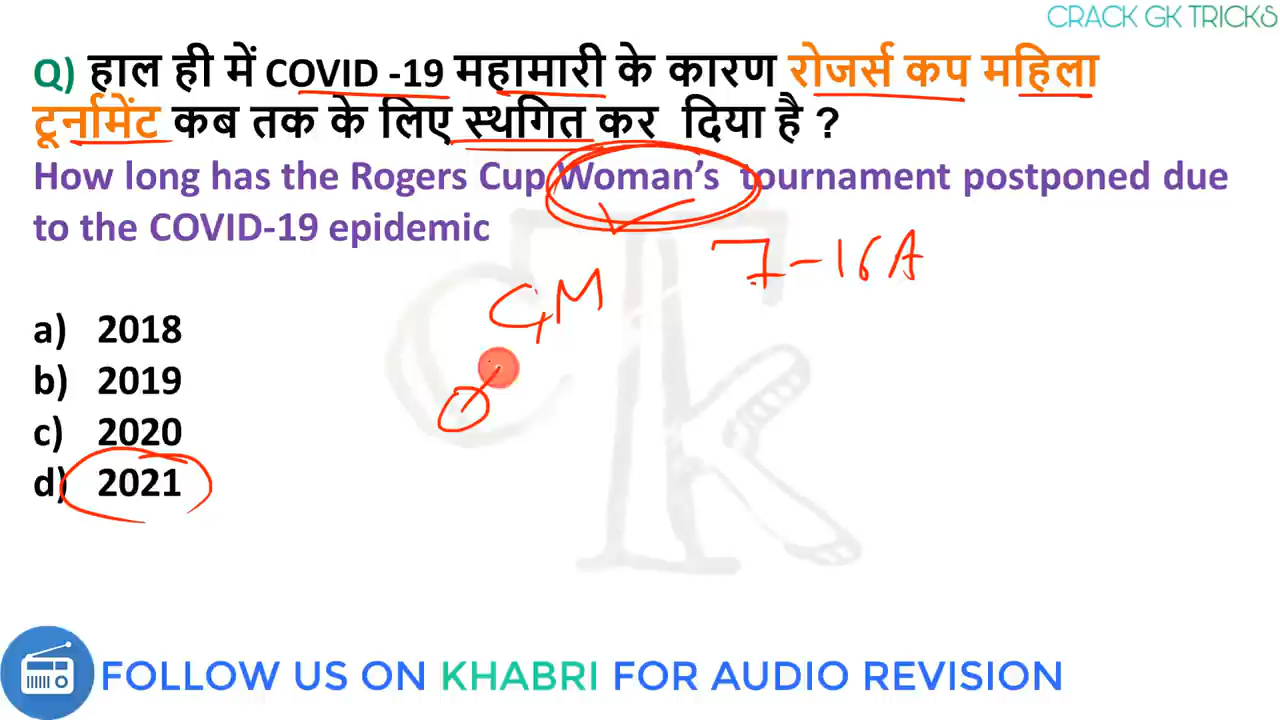 CRACK GK TRICKS
Q) हाल ही में COVID -19 महामारी के कारण रोजर्स कप महिला
टूर्नामेंट कब तक के लिए स्थगित कर दिया है ?
How long has the Rogers Cup Woman’s tournament postponed due
to the COVID-19 epidemic
7-16A
a) 2018
b) 2019
c) 2020
d) 2021
FOLLOW US ON KHABRI FOR AUDIO REVISION